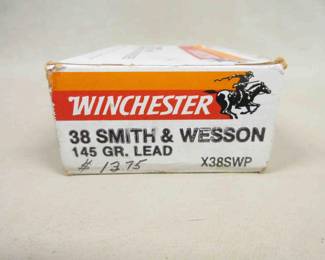 WINCHESTER
38 SMITH & WESSON
145 GR. LEAD X38SWP
$ 13.75